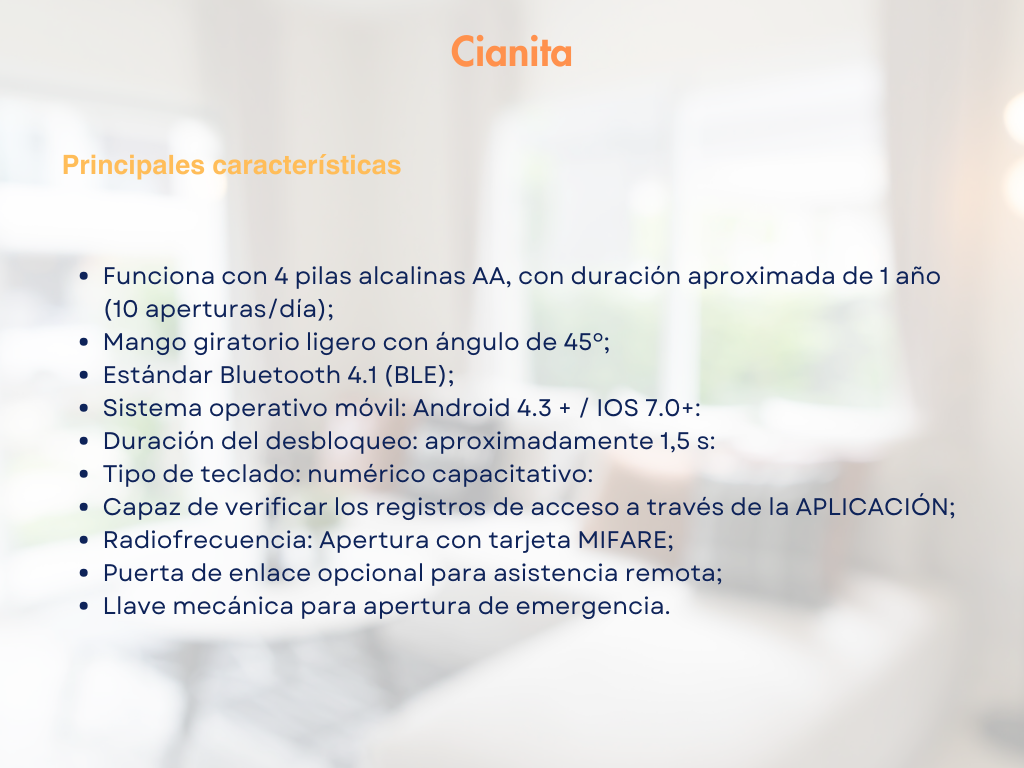 Cianita
Principales características
• Funciona con 4 pilas alcalinas AA, con duración aproximada de 1 año
(10 aperturas/día);
• Mango giratorio ligero con ángulo de 45º;
• Estándar Bluetooth 4.1 (BLE);
• Sistema operativo móvil: Android 4.3 + / IOS 7.0+:
• Duración del desbloqueo: aproximadamente 1,5 s:
• Tipo de teclado: numérico capacitativo:
• Capaz de verificar los registros de acceso a través de la APLICACIÓN;
• Radiofrecuencia: Apertura con tarjeta MIFARE;
• Puerta de enlace opcional para asistencia remota;
• Llave mecánica para apertura de emergencia.